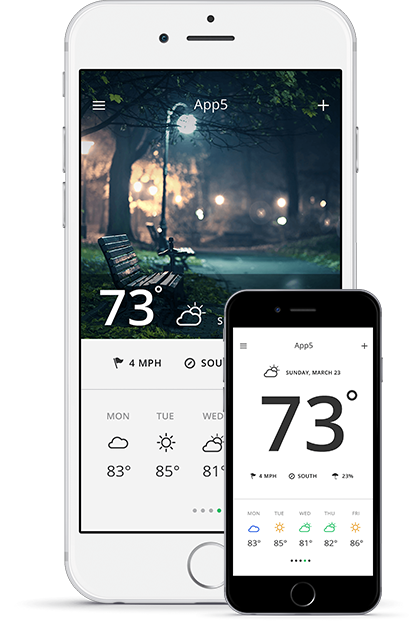 App5
73°
S
4 MPH SOUT
MON TUE WED
83° 85° 81°
App5
SUNDAY, MARCH 23
73°
4 MPH SOUTH 23%
MON TUE WED THU FRI
83° 85° 81° 82° 86°